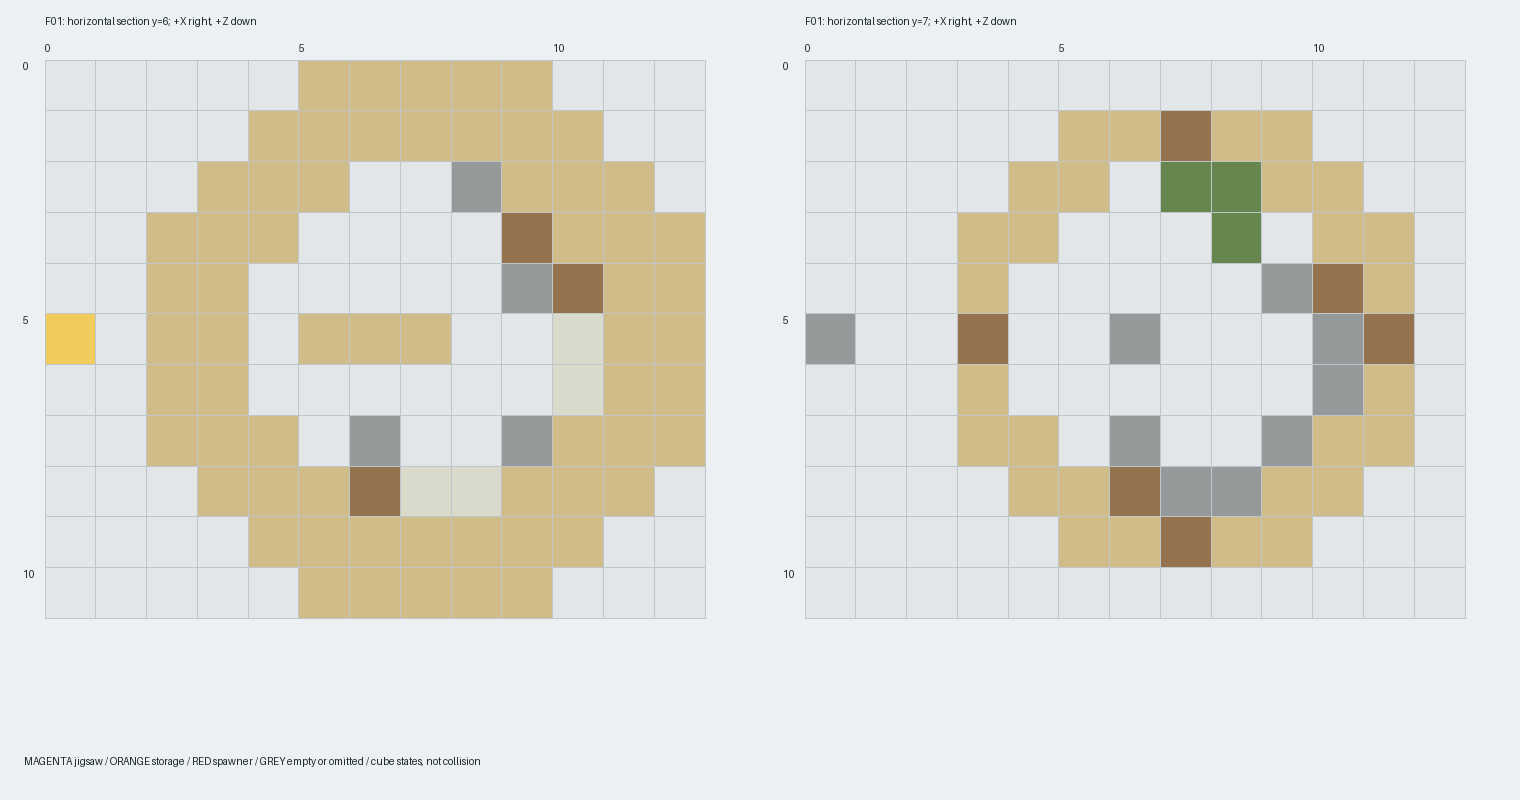 F01: horizontal section y=6; +X right, +Z down
F01: horizontal section y=7; +X right, +Z down
0 5 10
0 5 10
0
0
5
5
10
10
MAGENTA jigsaw / ORANGE storage / RED spawner / GREY empty or omitted / cube states, not collision